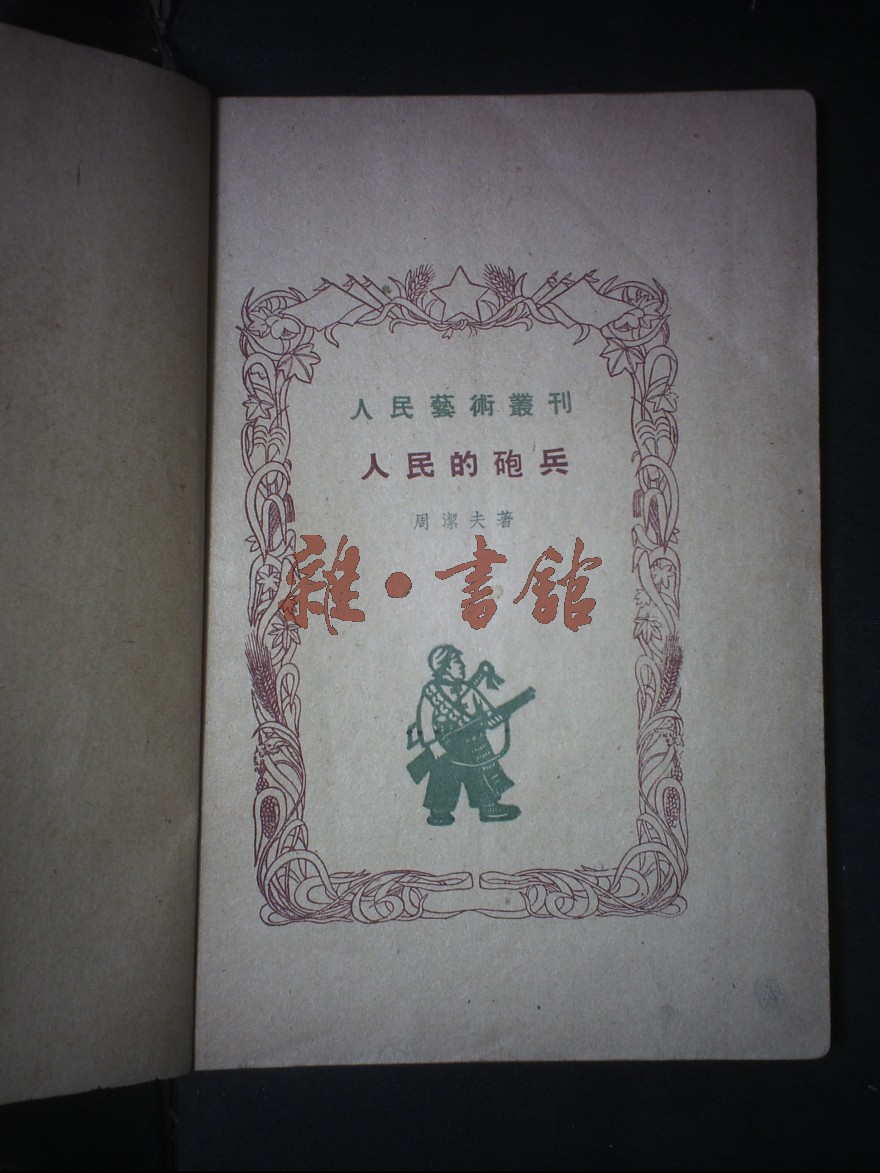 人民藝術叢刊
人民的砲兵
周潔夫著
雜·書館